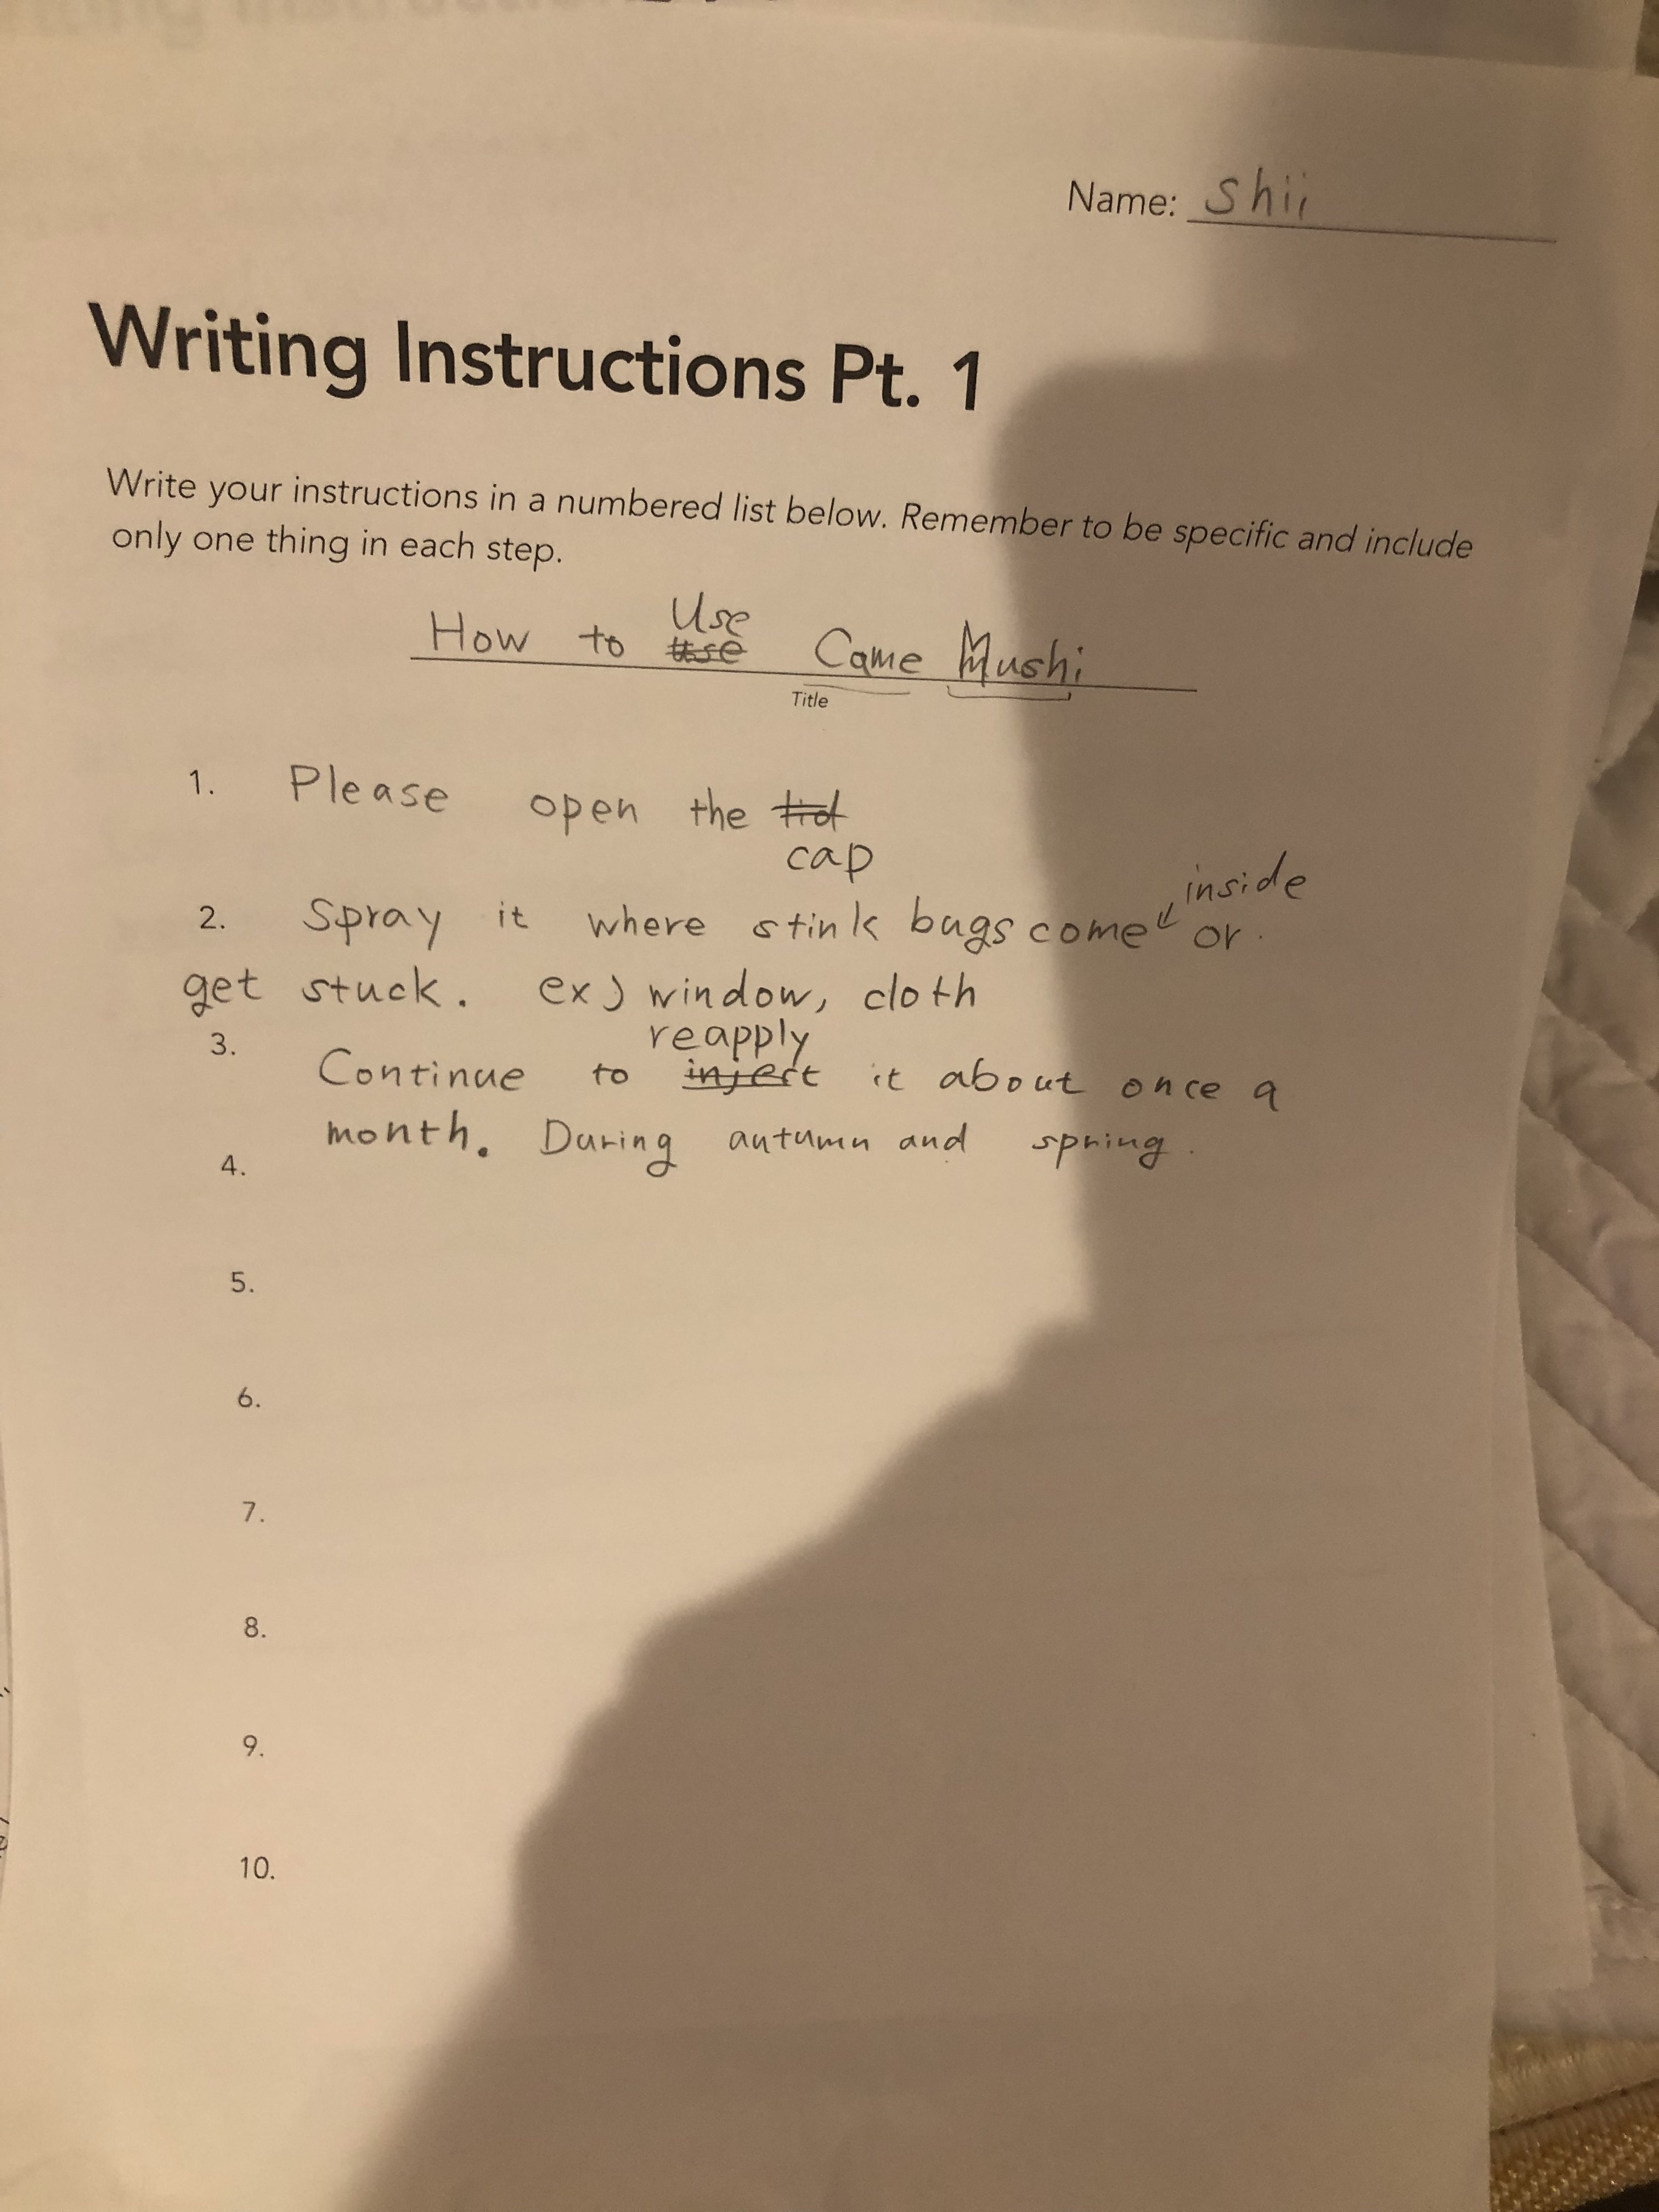 Name: Shii
Writing Instructions Pt. 1
Write your instructions in a numbered list below. Remember to be specific and include
only one thing in each step.
Use
How to use Came Mushi
Title
1. Please open the
cap
inside
2. Spray it where stink bugs come or
get stuck. ex) window, cloth
reapply
3. Continue to injert it about once a
month. During autumn and spring.
4.
5.
6.
7.
8.
9.
10.